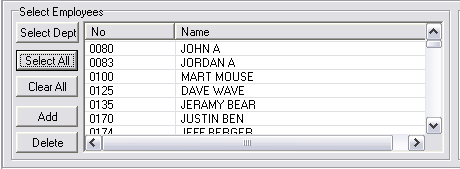 Select Employees
Select Dept
Select All
Clear All
Add
Delete
No Name
0080 JOHN A
0083 JORDAN A
0100 MART MOUSE
0125 DAVE WAVE
0135 JERAMY BEAR
0170 JUSTIN BEN
0174 JEFF BERGER